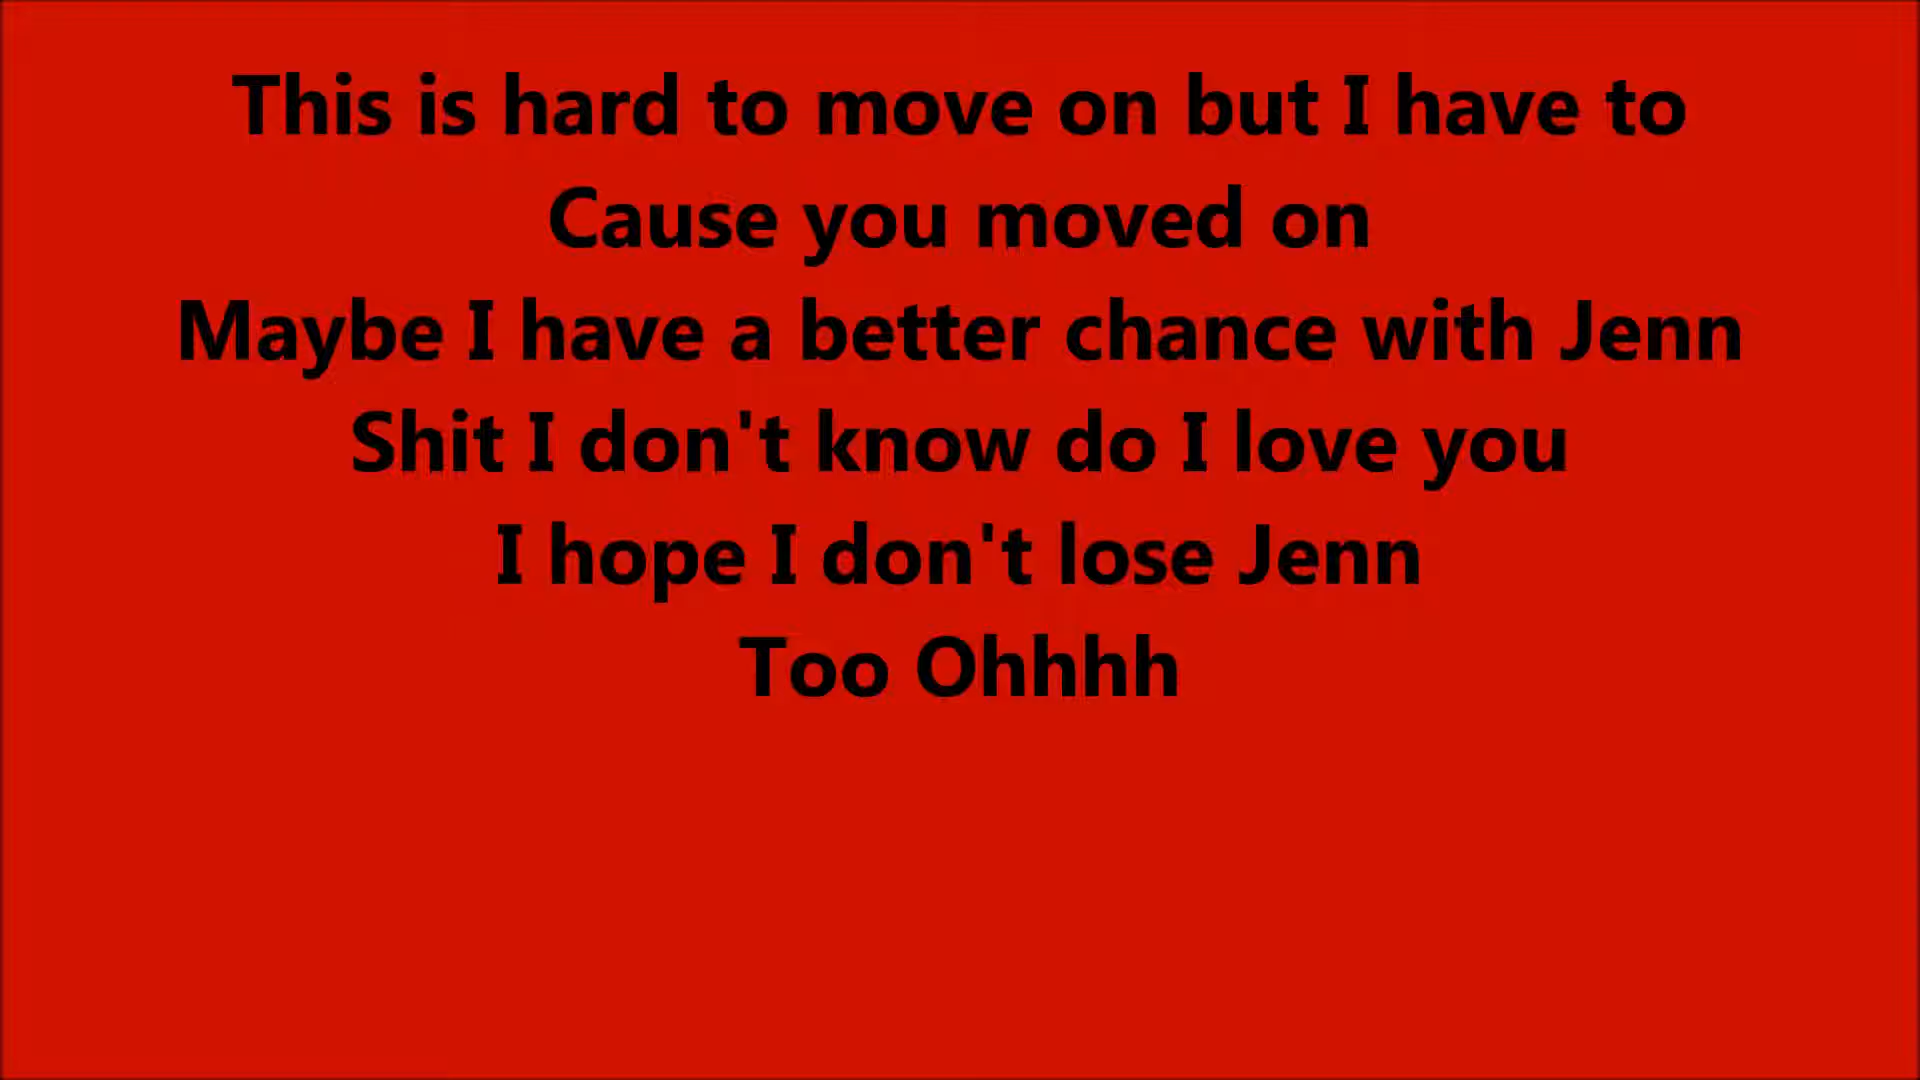 This is hard to move on but I have to
Cause you moved on
Maybe I have a better chance with Jenn
Shit I don't know do I love you
I hope I don't lose Jenn
Too Ohhhh